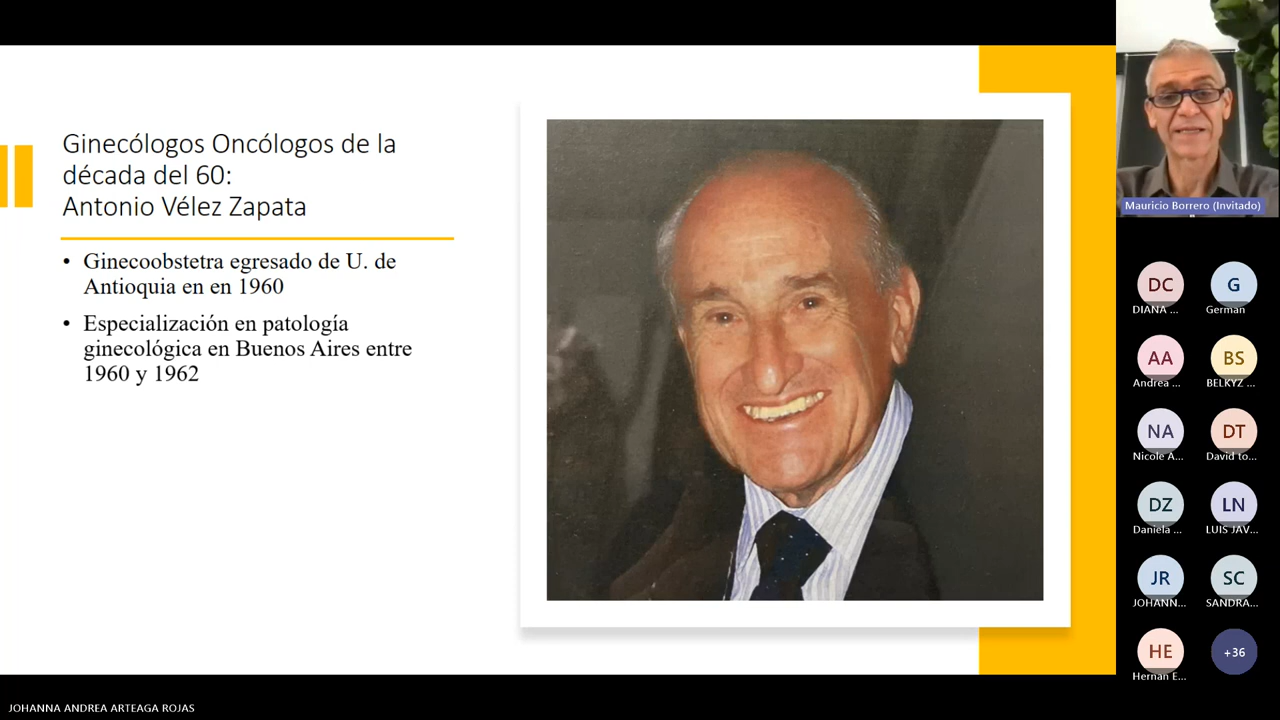 Ginecólogos Oncólogos de la
década del 60:
Antonio Vélez Zapata
• Ginecoobstetra egresado de U. de
Antioquia en en 1960
• Especialización en patología
ginecológica en Buenos Aires entre
1960 y 1962
Mauricio Borrero (Invitado)
DC
DIANA ...
G
German
AA
Andrea ...
BS
BELKYZ ...
NA
Nicole A...
DT
David to...
DZ
Daniela ...
LN
LUIS JAV...
JR
JOHANN...
SC
SANDRA...
HE
Hernan E...
+36
JOHANNA ANDREA ARTEAGA ROJAS